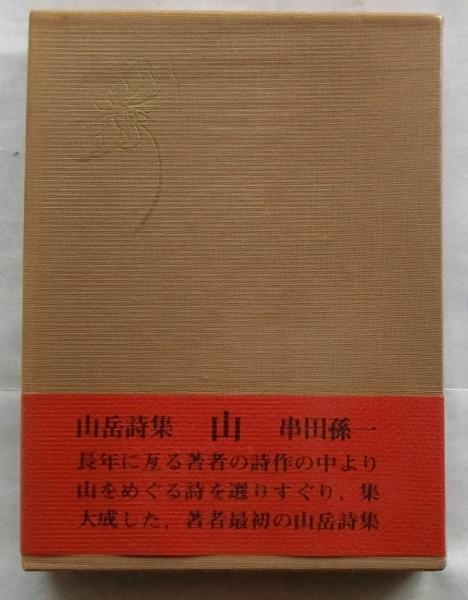 山岳詩集 山 串田孫一
長年に亙る著者の詩作の中より
山をめぐる詩を選りすぐり、集
大成した、著者最初の山岳詩集